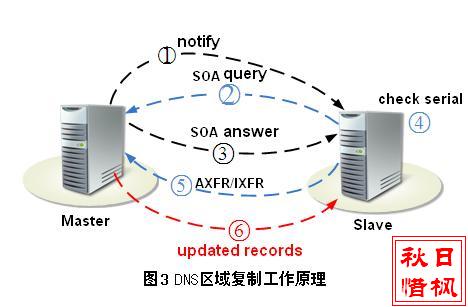 ① notify
SOA query
②
check serial
④
SOA answer
③
⑤ AXFR/IXFR
Master
⑥
Slave
updated records
图3 DNS区域复制工作原理
秋日
惜枫